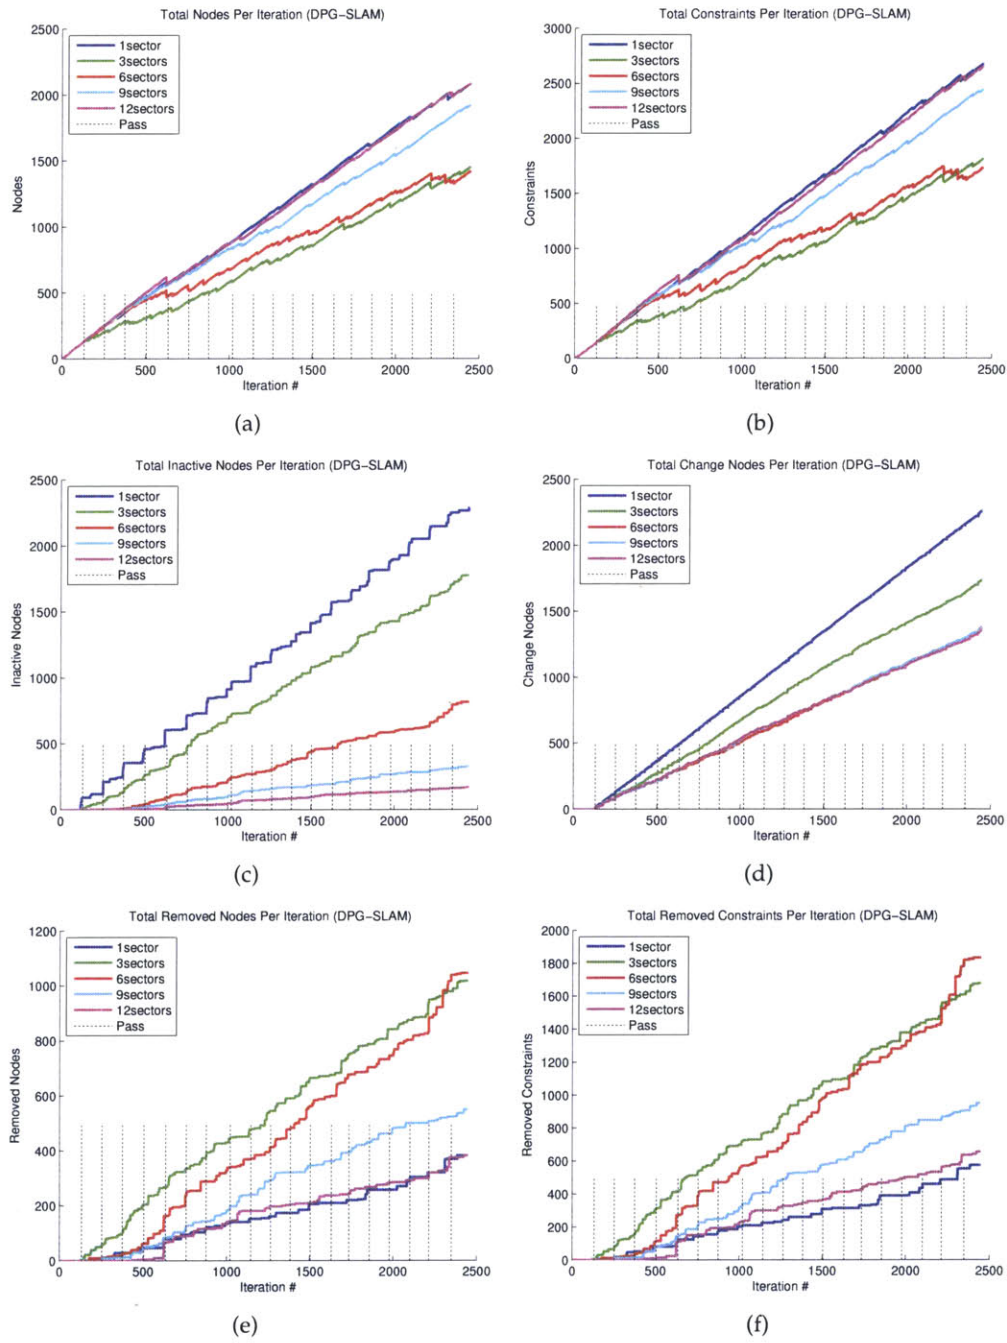 Total Nodes Per Iteration (DPG-SLAM)
2500
2000
1500
1000
500
0
Nodes
1sector
3sectors
6sectors
9sectors
12sectors
Pass
0 500 1000 1500 2000 2500
Iteration #
(a)
Total Constraints Per Iteration (DPG-SLAM)
3000
2500
2000
1500
1000
500
0
Constraints
1sector
3sectors
6sectors
9sectors
12sectors
Pass
0 500 1000 1500 2000 2500
Iteration #
(b)
Total Inactive Nodes Per Iteration (DPG-SLAM)
2500
2000
1500
1000
500
0
Inactive Nodes
1sector
3sectors
6sectors
9sectors
12sectors
Pass
0 500 1000 1500 2000 2500
Iteration #
(c)
Total Change Nodes Per Iteration (DPG-SLAM)
2500
2000
1500
1000
500
0
Change Nodes
1sector
3sectors
6sectors
9sectors
12sectors
Pass
0 500 1000 1500 2000 2500
Iteration #
(d)
Total Removed Nodes Per Iteration (DPG-SLAM)
1200
1000
800
600
400
200
0
Removed Nodes
1sector
3sectors
6sectors
9sectors
12sectors
Pass
0 500 1000 1500 2000 2500
Iteration #
(e)
Total Removed Constraints Per Iteration (DPG-SLAM)
2000
1800
1600
1400
1200
1000
800
600
400
200
0
Removed Constraints
1sector
3sectors
6sectors
9sectors
12sectors
Pass
0 500 1000 1500 2000 2500
Iteration #
(f)